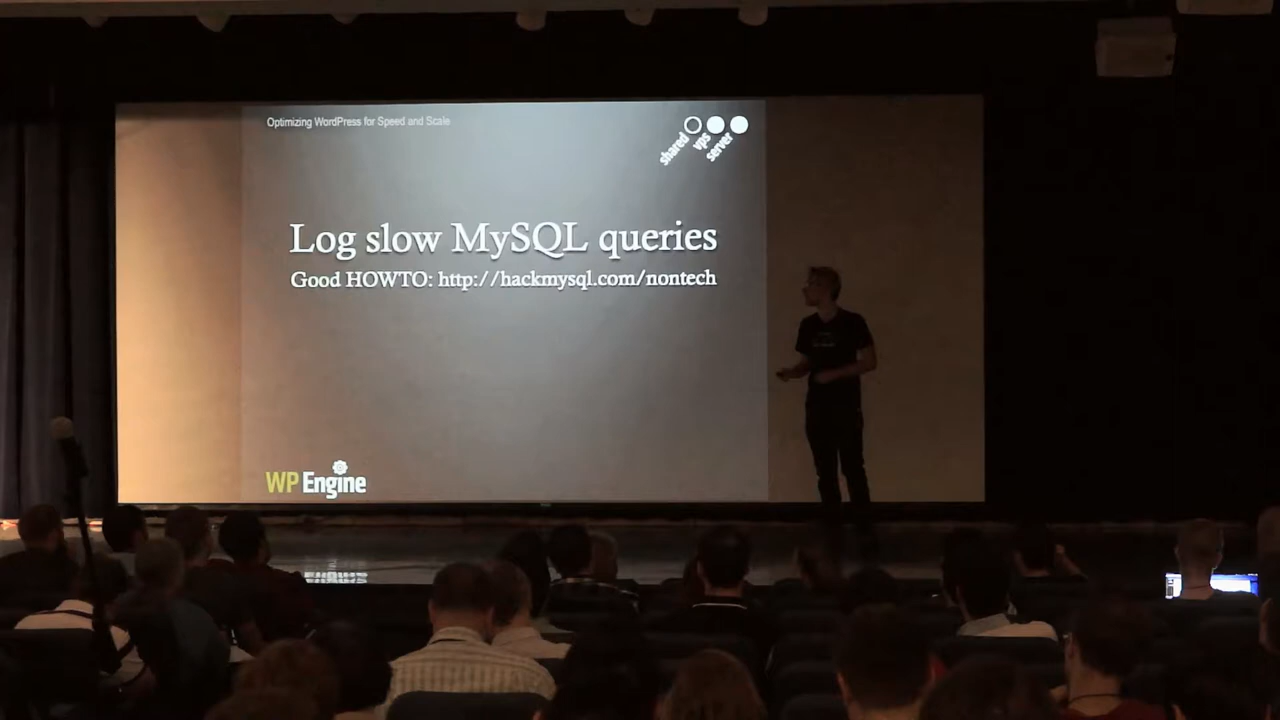 Optimizing WordPress for Speed and Scale
shared vps server
Log slow MySQL queries
Good HOWTO: http://hackmysql.com/nontech
WP Engine